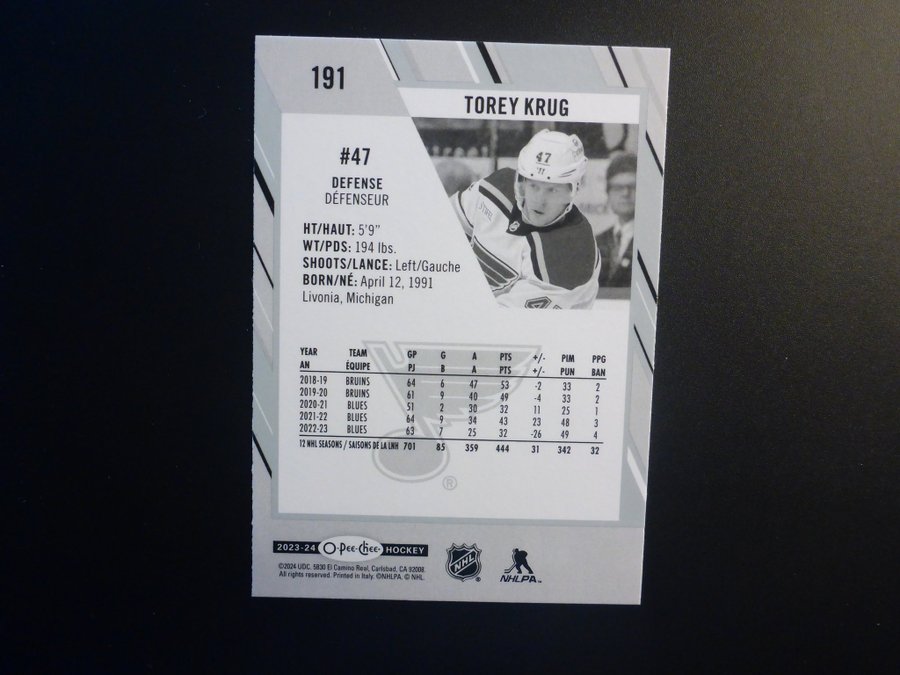 191
TOREY KRUG
#47
DEFENSE
DÉFENSEUR
HT/HAUT: 5'9"
WT/PDS: 194 lbs.
SHOOTS/LANCE: Left/Gauche
BORN/NÉ: April 12, 1991
Livonia, Michigan
47
STIFEL
YEAR TEAM GP G A PTS +/- PIM PPG
AN ÉQUIPE PJ B A PTS +/- PUN BAN
2018-19 BRUINS 64 6 47 53 -2 33 2
2019-20 BRUINS 61 9 40 49 -4 33 2
2020-21 BLUES 51 2 30 32 11 25 1
2021-22 BLUES 64 9 34 43 23 48 3
2022-23 BLUES 63 7 25 32 -26 49 4
12 NHL SEASONS / SAISONS DE LA LNH 701 85 359 444 31 342 32
®
2023-24 O-Pee-Chee HOCKEY
©2024 UDC. 5830 El Camino Real, Carlsbad, CA 92008.
All rights reserved. Printed in Italy. ©NHLPA. © NHL.
NHL
NHLPA™